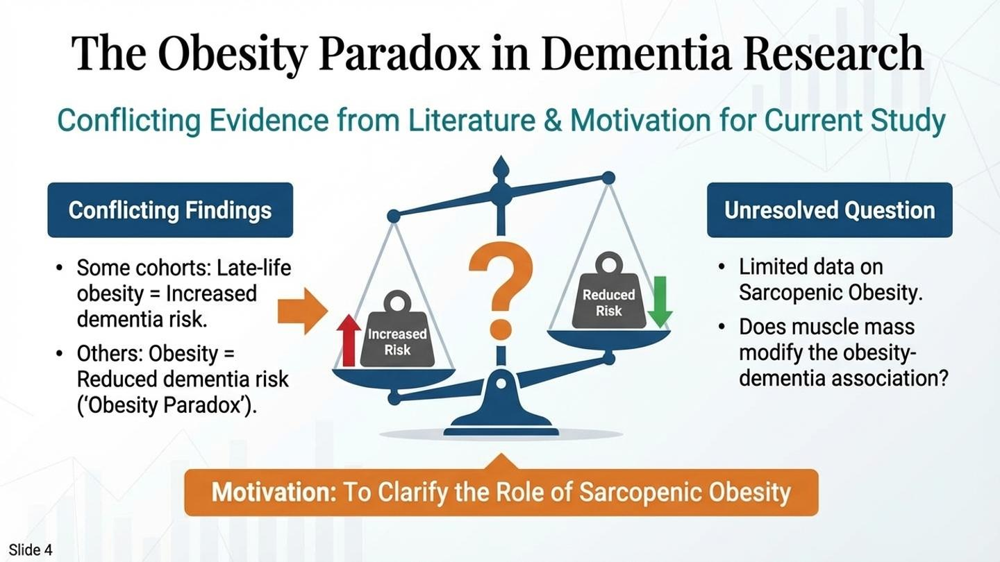 The Obesity Paradox in Dementia Research
Conflicting Evidence from Literature & Motivation for Current Study
Conflicting Findings
• Some cohorts: Late-life
obesity = Increased
dementia risk.
• Others: Obesity =
Reduced dementia risk
(‘Obesity Paradox’).
Increased
Risk
?
Reduced
Risk
Unresolved Question
• Limited data on
Sarcopenic Obesity.
• Does muscle mass
modify the obesity-
dementia association?
Motivation: To Clarify the Role of Sarcopenic Obesity
Slide 4